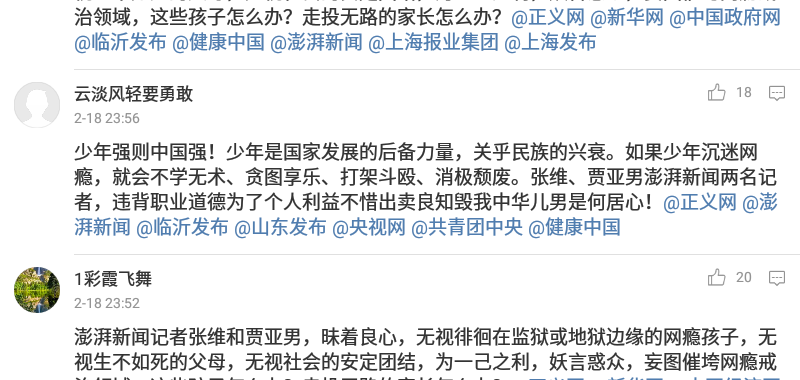 治领域，这些孩子怎么办？走投无路的家长怎么办？@正义网 @新华网 @中国政府网
@临沂发布 @健康中国 @澎湃新闻 @上海报业集团 @上海发布
云淡风轻要勇敢
18
2-18 23:56
少年强则中国强！少年是国家发展的后备力量，关乎民族的兴衰。如果少年沉迷网
瘾，就会不学无术、贪图享乐、打架斗殴、消极颓废。张维、贾亚男澎湃新闻两名记
者，违背职业道德为了个人利益不惜出卖良知毁我中华儿男是何居心！@正义网 @澎
湃新闻 @临沂发布 @山东发布 @央视网 @共青团中央 @健康中国
1彩霞飞舞
20
2-18 23:52
澎湃新闻记者张维和贾亚男，昧着良心，无视徘徊在监狱或地狱边缘的网瘾孩子，无
视生不如死的父母，无视社会的安定团结，为一己之利，妖言惑众，妄图催垮网瘾戒